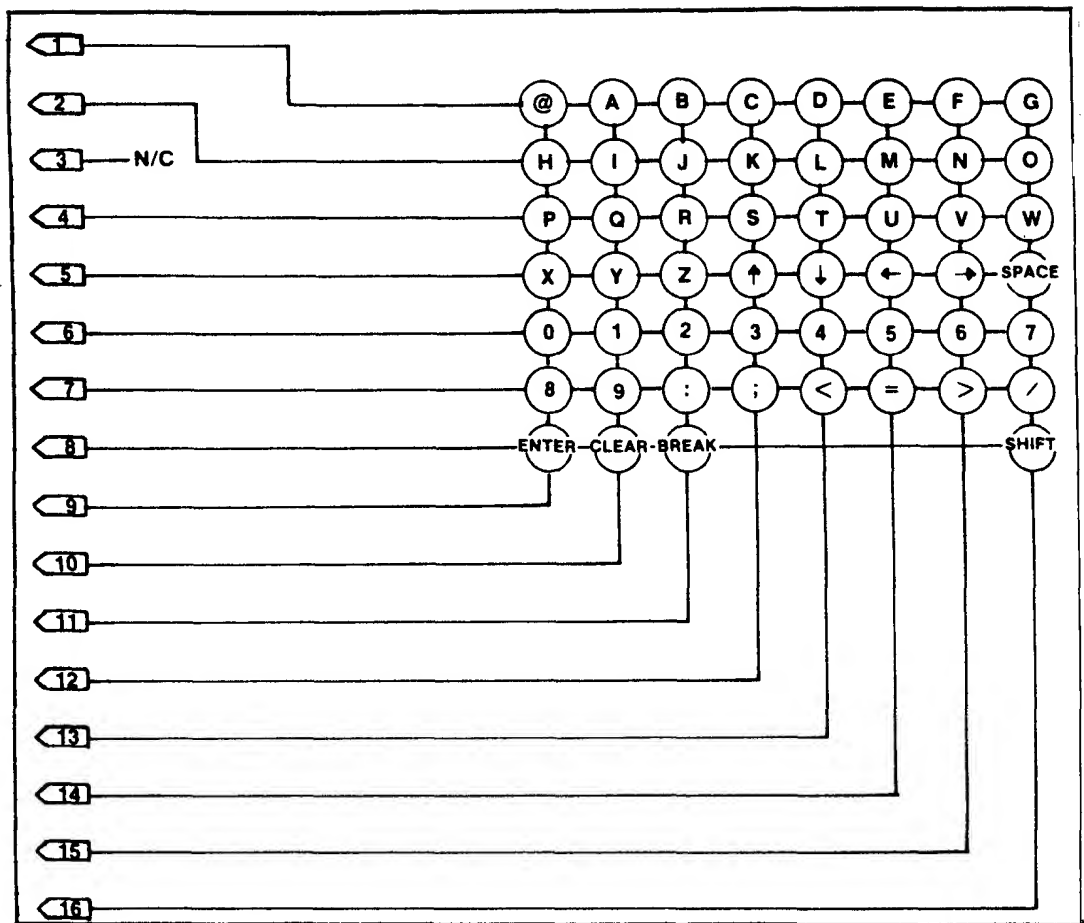 1
2
@ A B C D E F G
3 N/C
H I J K L M N O
4
P Q R S T U V W
5
X Y Z ↑ ↓ ← → SPACE
6
0 1 2 3 4 5 6 7
7
8 9 : ; < = > /
8
ENTER CLEAR BREAK SHIFT
9
10
11
12
13
14
15
16